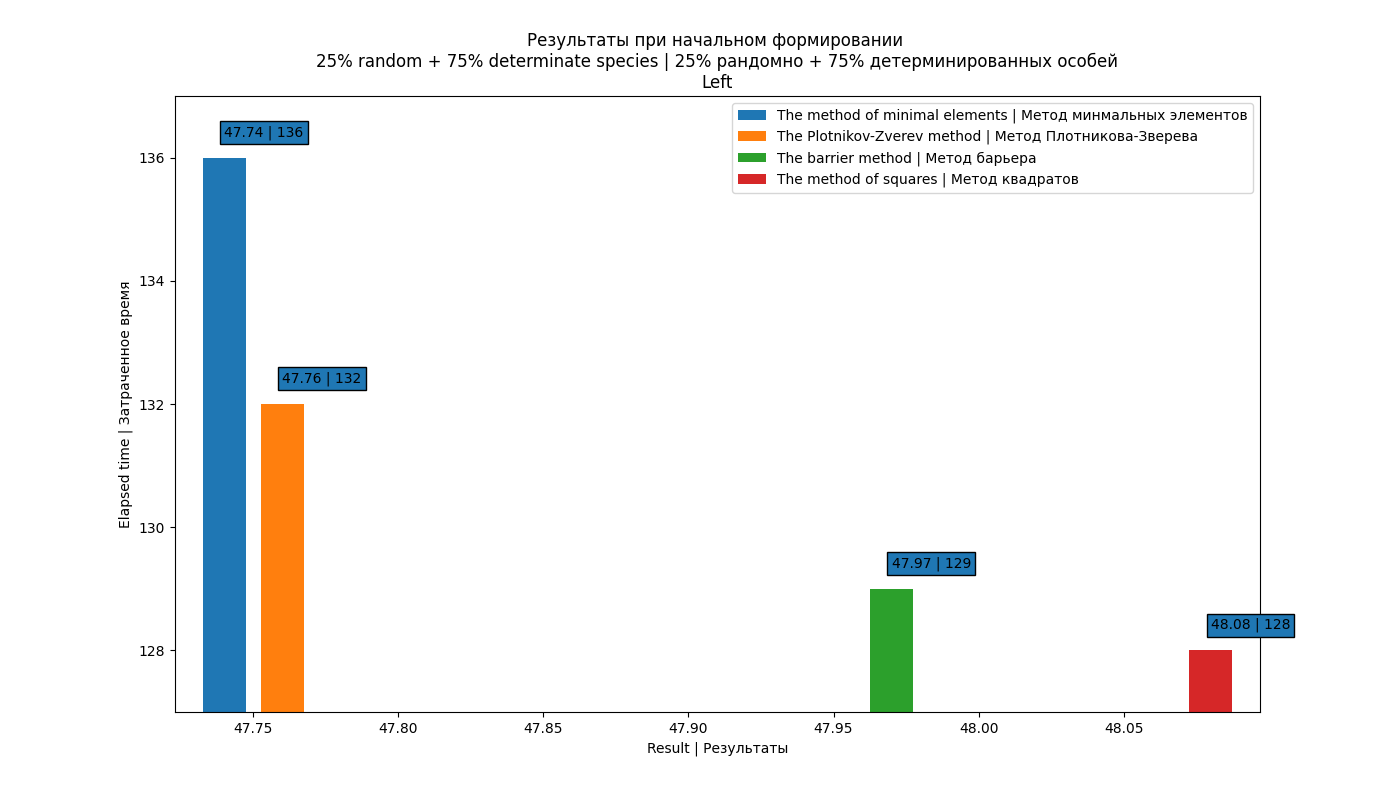 Результаты при начальном формировании
25% random + 75% determinate species | 25% рандомно + 75% детерминированных особей
Left
The method of minimal elements | Метод минмальных элементов
The Plotnikov-Zverev method | Метод Плотникова-Зверева
The barrier method | Метод барьера
The method of squares | Метод квадратов
47.74 | 136
47.76 | 132
47.97 | 129
48.08 | 128
Elapsed time | Затраченное время
136
134
132
130
128
47.75
47.80
47.85
47.90
47.95
48.00
48.05
Result | Результаты